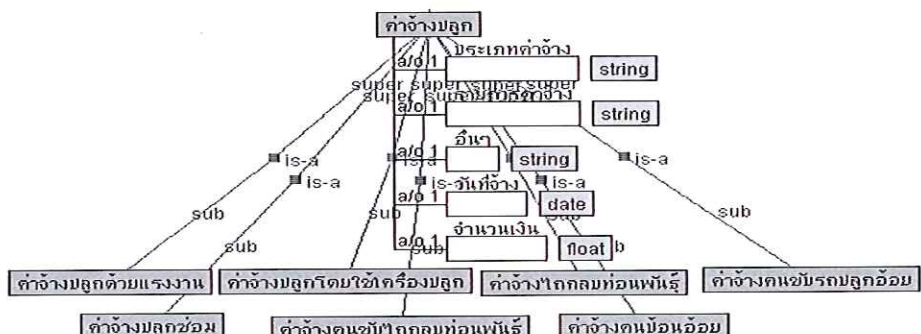 ค่าจ้างปลูก
ประเภทค่าจ้าง
a/o 1 string
super super super super
super
a/o 1 string
อื่นๆ
a/o 1 string
is-a is-a is-a
is-a วันที่จ้าง is-a
a/o 1 date
sub sub sub sub
จำนวนเงิน
a/o 1 float
sub sub
ค่าจ้างปลูกด้วยแรงงาน ค่าจ้างปลูกโดยใช้เครื่องปลูก ค่าจ้างไถกลบท่อนพันธุ์ ค่าจ้างคนขับรถปลูกอ้อย
ค่าจ้างปลูกซ่อม ค่าจ้างคนขับไถกลบท่อนพันธุ์ ค่าจ้างคนป้อนอ้อย